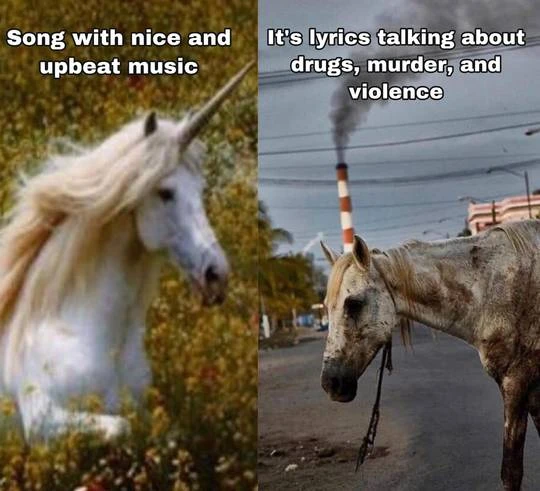 Song with nice and
upbeat music
It's lyrics talking about
drugs, murder, and
violence